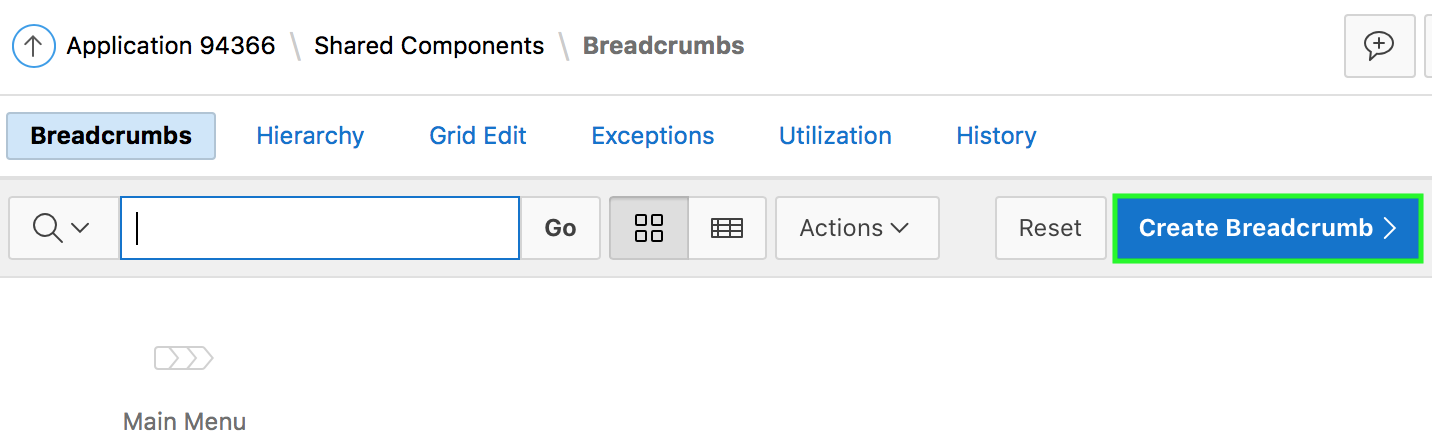 Application 94366 \ Shared Components \ Breadcrumbs
Breadcrumbs Hierarchy Grid Edit Exceptions Utilization History
Go Actions Reset Create Breadcrumb
Main Menu